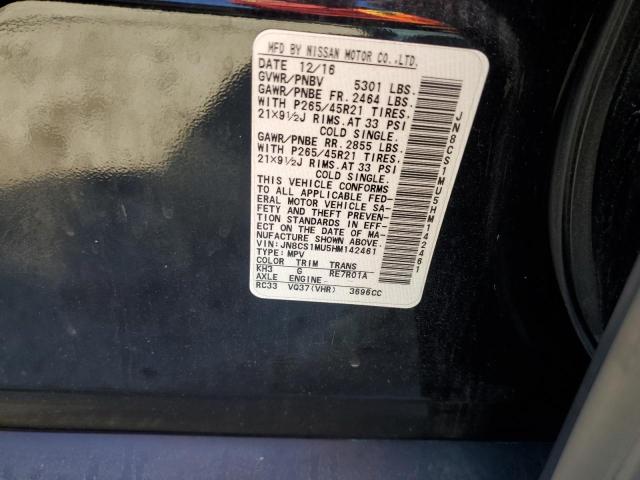 MFD BY NISSAN MOTOR CO.,LTD.
DATE 12/16
GVWR/PNBV 5301 LBS.
GAWR/PNBE FR. 2464 LBS.
WITH P265/45R21 TIRES.
21×9½J RIMS.AT 33 PSI
COLD SINGLE.
GAWR/PNBE RR. 2855 LBS.
WITH P265/45R21 TIRES.
21×9½J RIMS.AT 33 PSI
COLD SINGLE.
THIS VEHICLE CONFORMS
TO ALL APPLICABLE FED-
ERAL MOTOR VEHICLE SA-
FETY AND THEFT PREVEN-
TION STANDARDS IN EFF-
ECT ON THE DATE OF MA-
NUFACTURE SHOWN ABOVE.
VIN:JN8CS1MU5HM142461
TYPE:MPV
COLOR TRIM TRANS
KH3 G RE7R01A
AXLE ENGINE-
RC33 VQ37(VHR) 3696CC
JN8CS1MU5HM142461